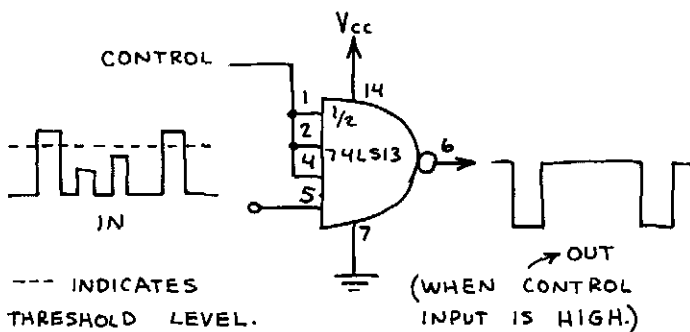 Vcc
CONTROL
14
1
1/2
2
74LS13
6
4
5
IN
7
OUT
--- INDICATES
THRESHOLD LEVEL.
(WHEN CONTROL
INPUT IS HIGH.)